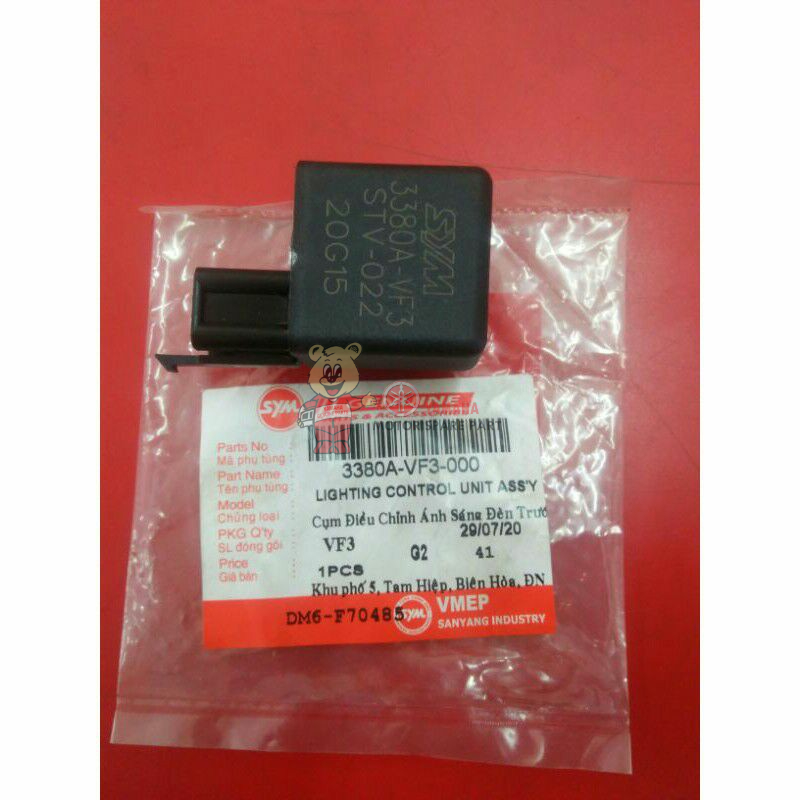 SYM
3380A-VF3
STV-022
20G15
SYM GENUINE
MOTORISPARE PART
Parts No
Mã phụ tùng
3380A-VF3-000
Part Name
Tên phụ tùng
LIGHTING CONTROL UNIT ASS'Y
Model
Chủng loại
Cụm Điều Chỉnh Ánh Sáng Đèn Trướ
PKG Q'ty
SL đóng gói
VF3 G2 29/07/20 41
Price
Giá bán
1PCS
Khu phố 5, Tam Hiệp, Biên Hòa, ĐN
DM6-F70485 SYM VMEP
SANYANG INDUSTRY